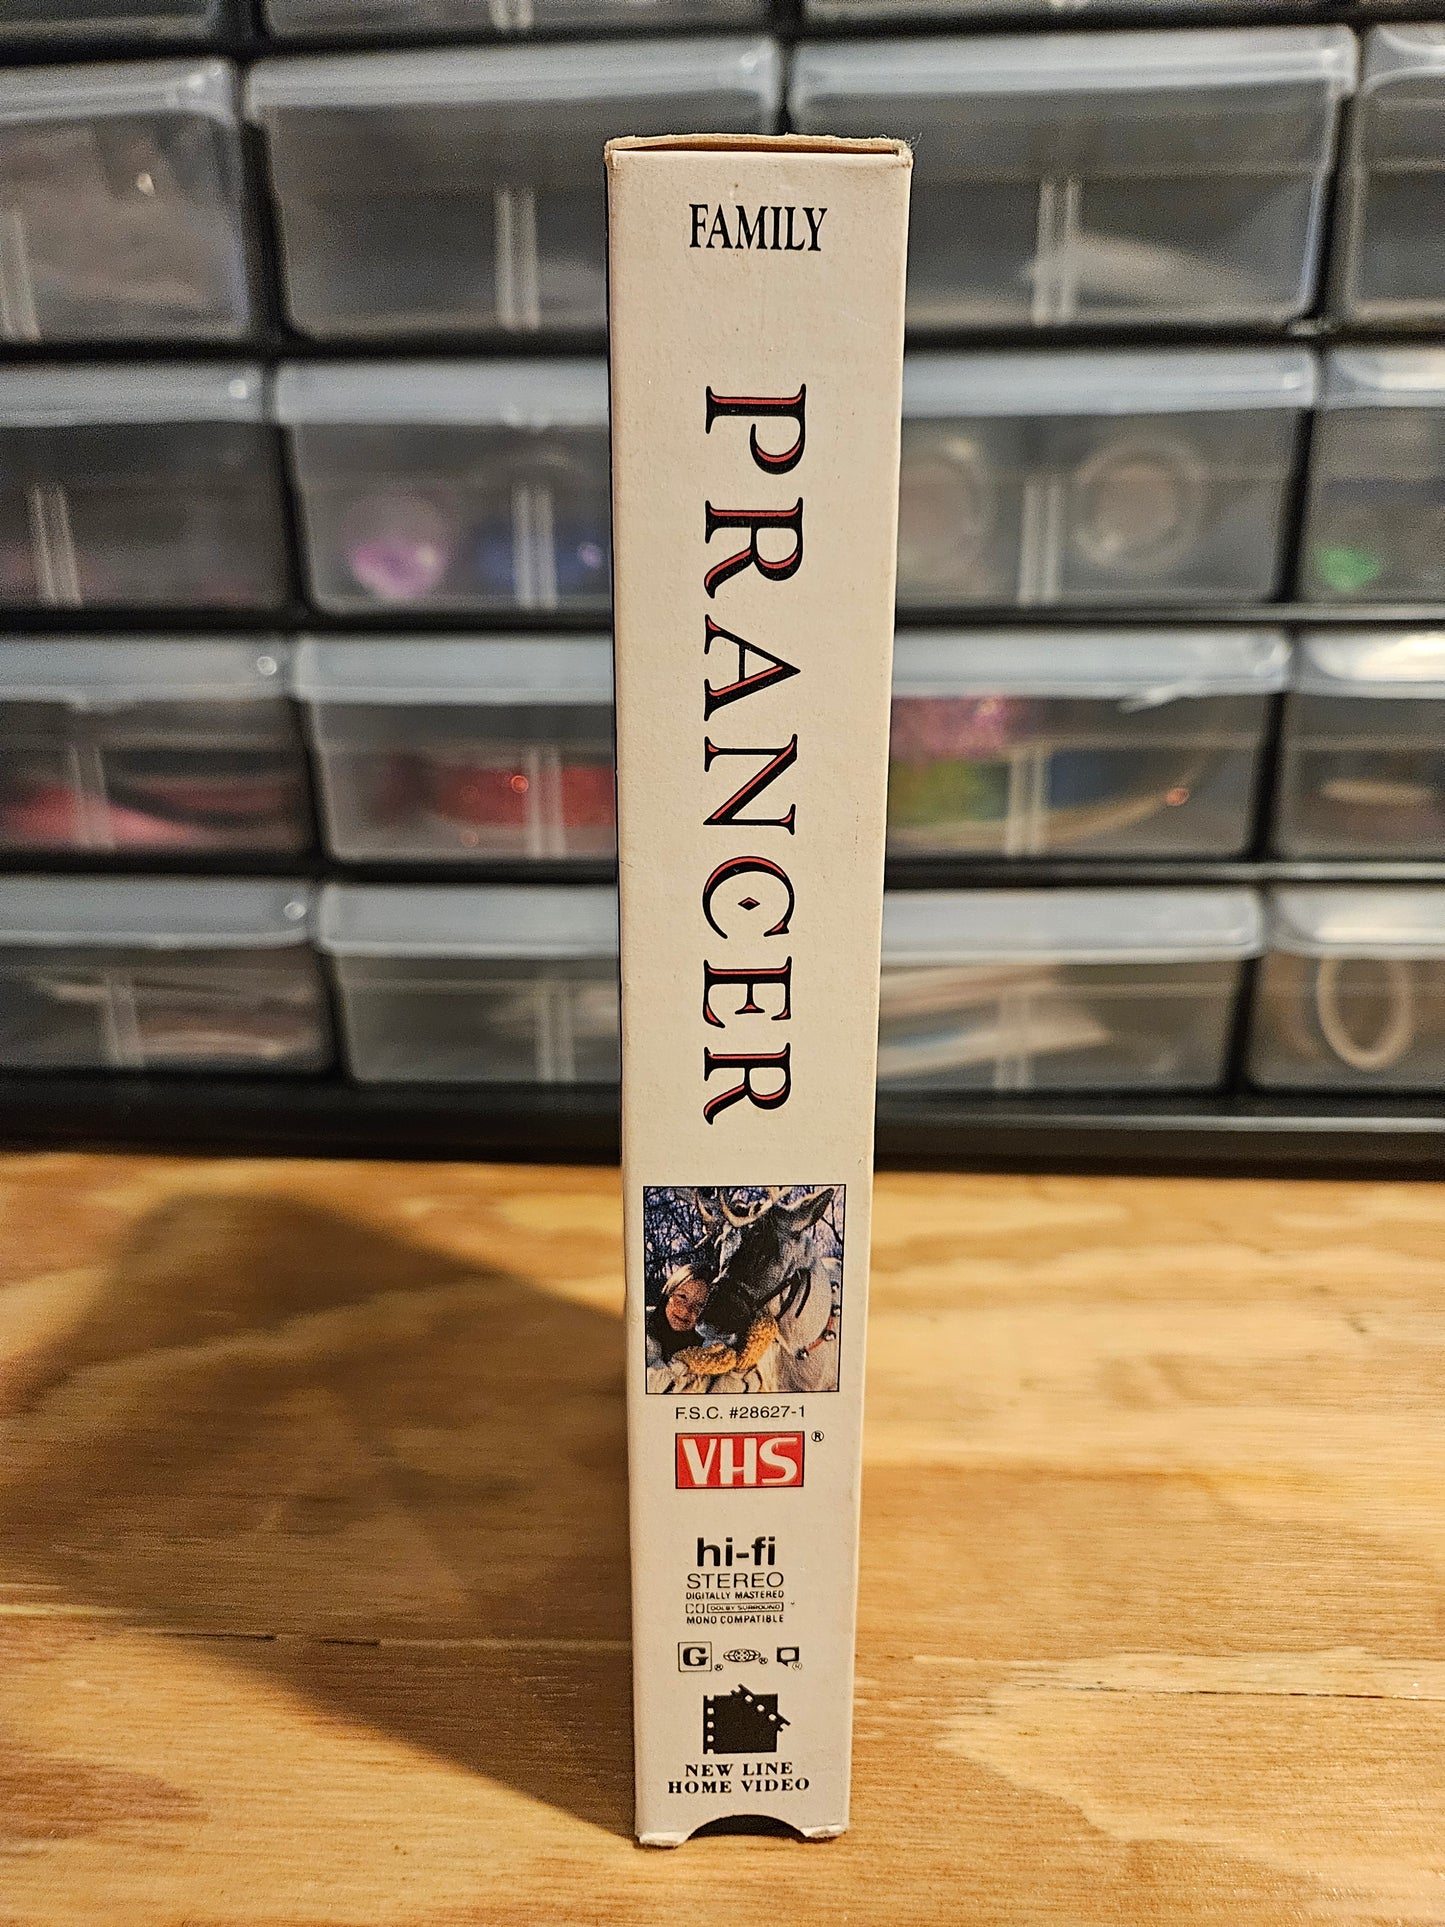 FAMILY
PRANCER
F.S.C. #28627-1
VHS®
hi-fi
STEREO
DIGITALLY MASTERED
DOLBY SURROUND
MONO COMPATIBLE
G® ® ®
NEW LINE
HOME VIDEO